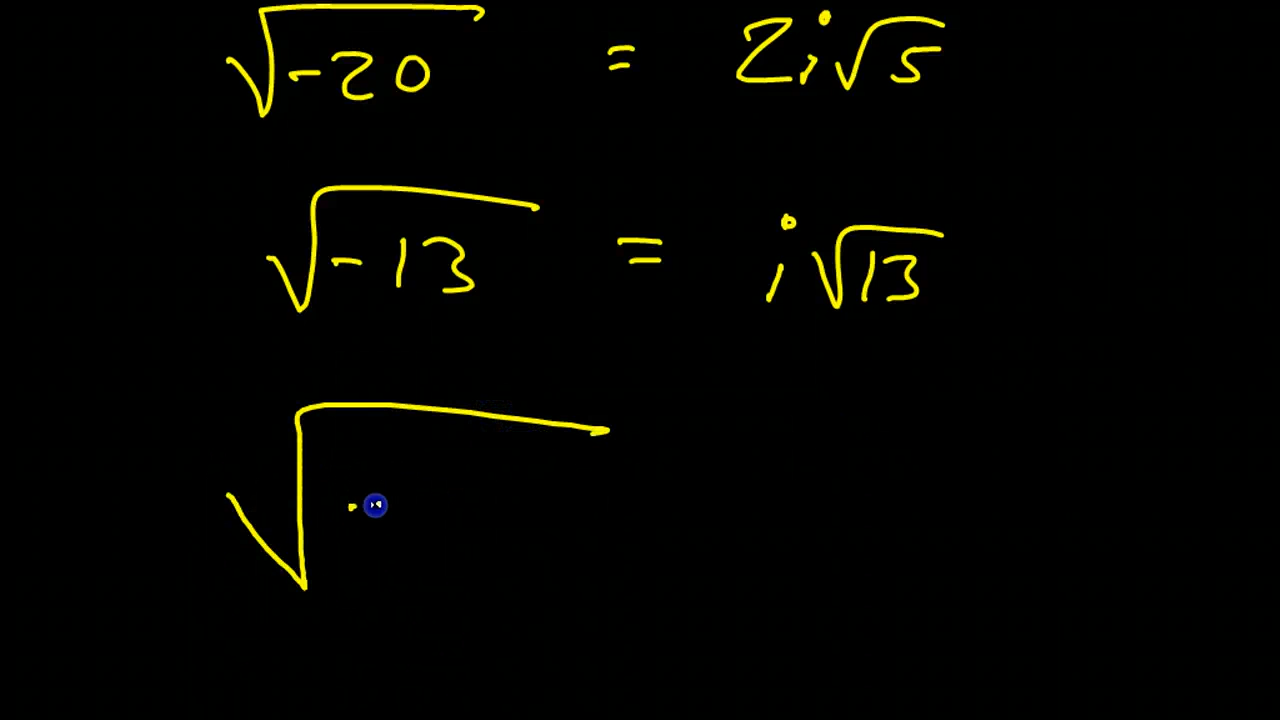 √-20 = 2i√5
√-13 = i√13
√-